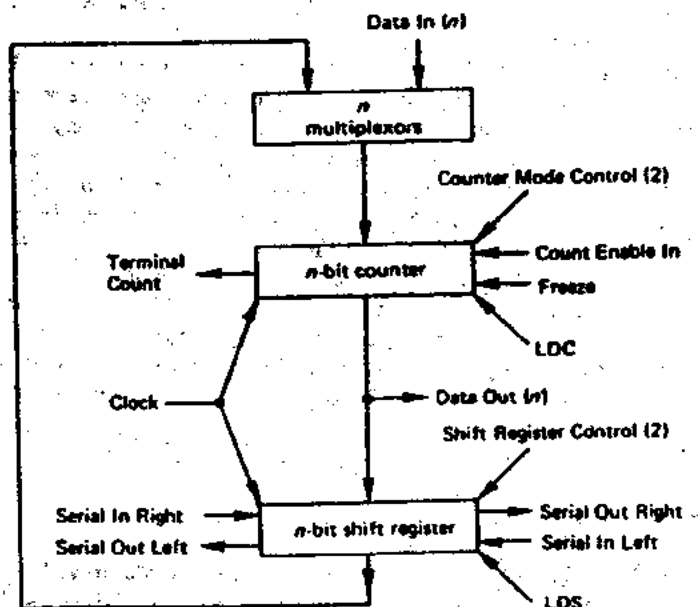 Data In (n)
n
multiplexors
Counter Mode Control (2)
Terminal
Count
n-bit counter
Count Enable In
Freeze
LDC
Clock
Data Out (n)
Shift Register Control (2)
Serial In Right
Serial Out Left
n-bit shift register
Serial Out Right
Serial In Left
LDS